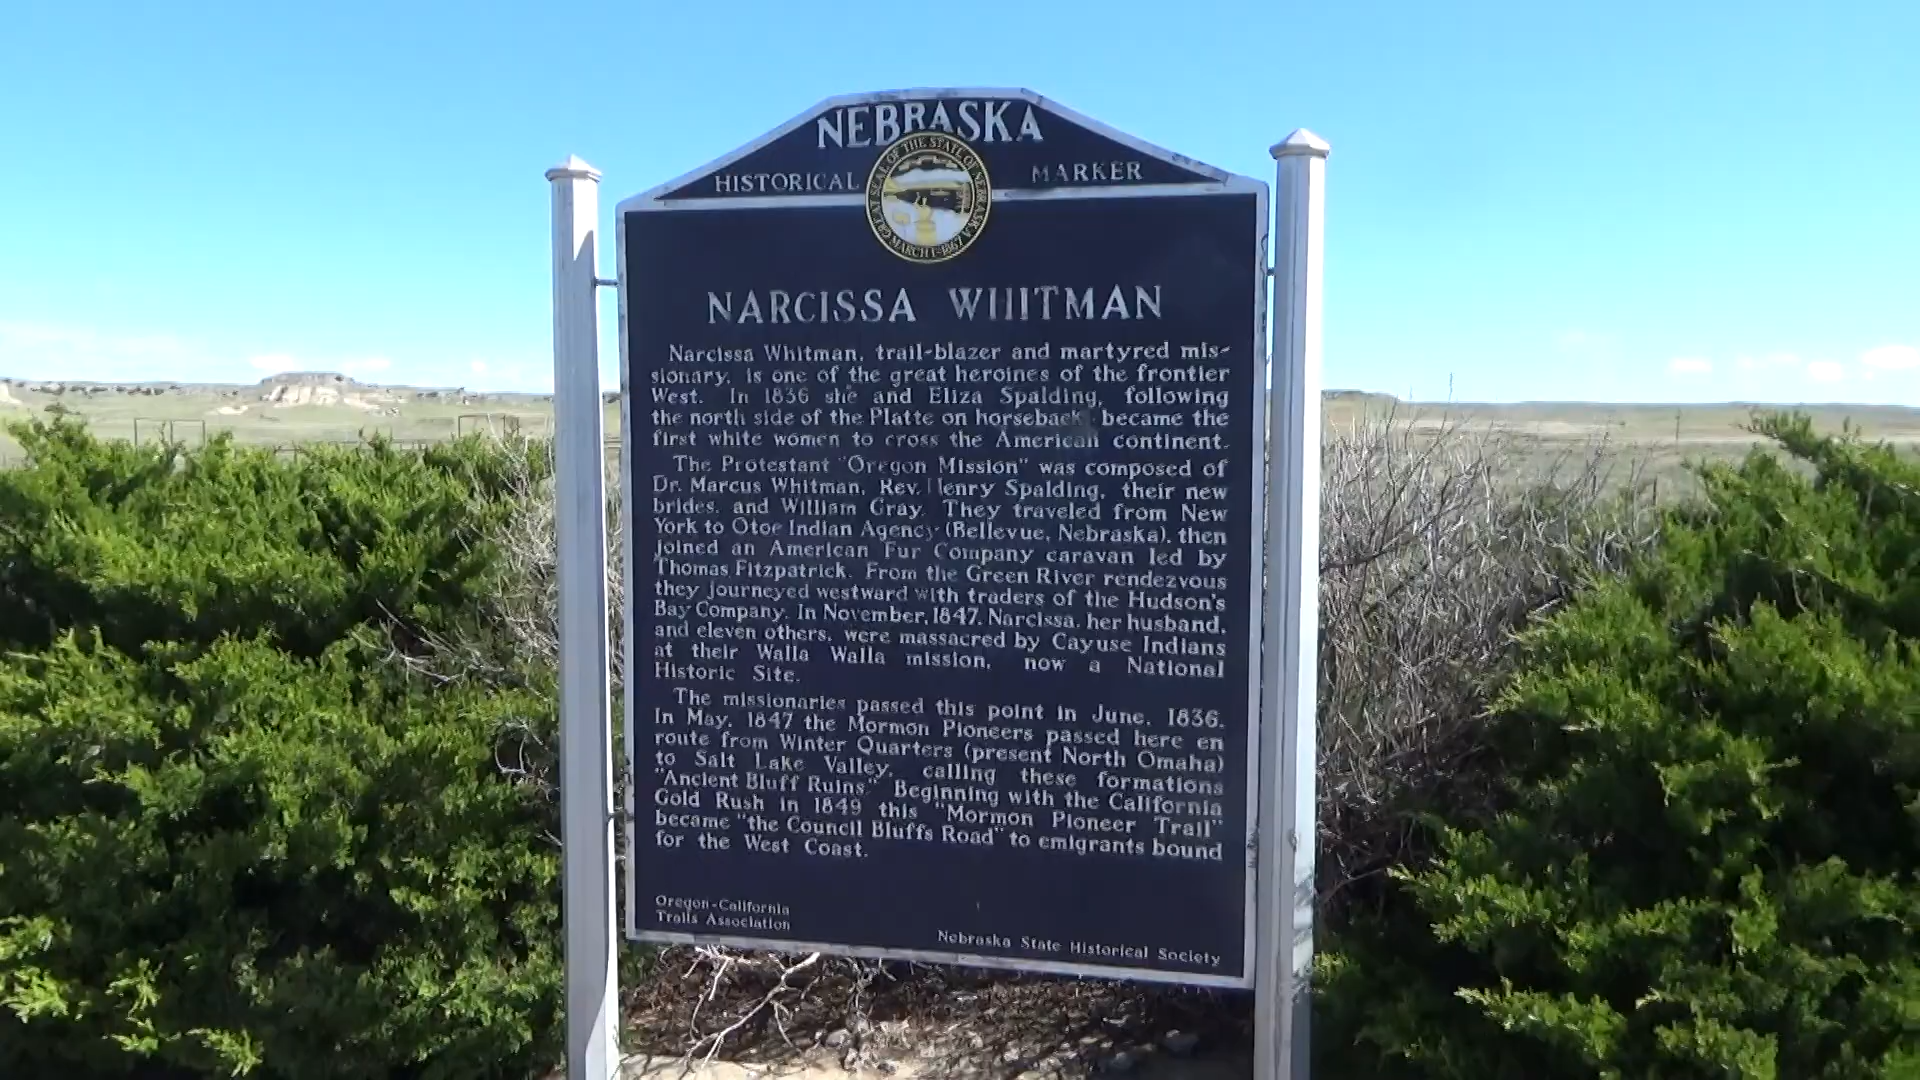 NEBRASKA
HISTORICAL MARKER
GREAT SEAL OF THE STATE OF NEBRASKA
MARCH 1-1867
NARCISSA WHITMAN
Narcissa Whitman, trail-blazer and martyred mis-
sionary, is one of the great heroines of the frontier
West. In 1836 she and Eliza Spalding, following
the north side of the Platte on horseback, became the
first white women to cross the American continent.
The Protestant "Oregon Mission" was composed of
Dr. Marcus Whitman, Rev. Henry Spalding, their new
brides, and William Gray. They traveled from New
York to Otoe Indian Agency (Bellevue, Nebraska), then
joined an American Fur Company caravan led by
Thomas Fitzpatrick. From the Green River rendezvous
they journeyed westward with traders of the Hudson's
Bay Company. In November, 1847, Narcissa, her husband,
and eleven others, were massacred by Cayuse Indians
at their Walla Walla mission, now a National
Historic Site.
The missionaries passed this point in June, 1836.
In May, 1847 the Mormon Pioneers passed here en
route from Winter Quarters (present North Omaha)
to Salt Lake Valley, calling these formations
"Ancient Bluff Ruins." Beginning with the California
Gold Rush in 1849 this "Mormon Pioneer Trail"
became "the Council Bluffs Road" to emigrants bound
for the West Coast.
Oregon-California
Trails Association
Nebraska State Historical Society